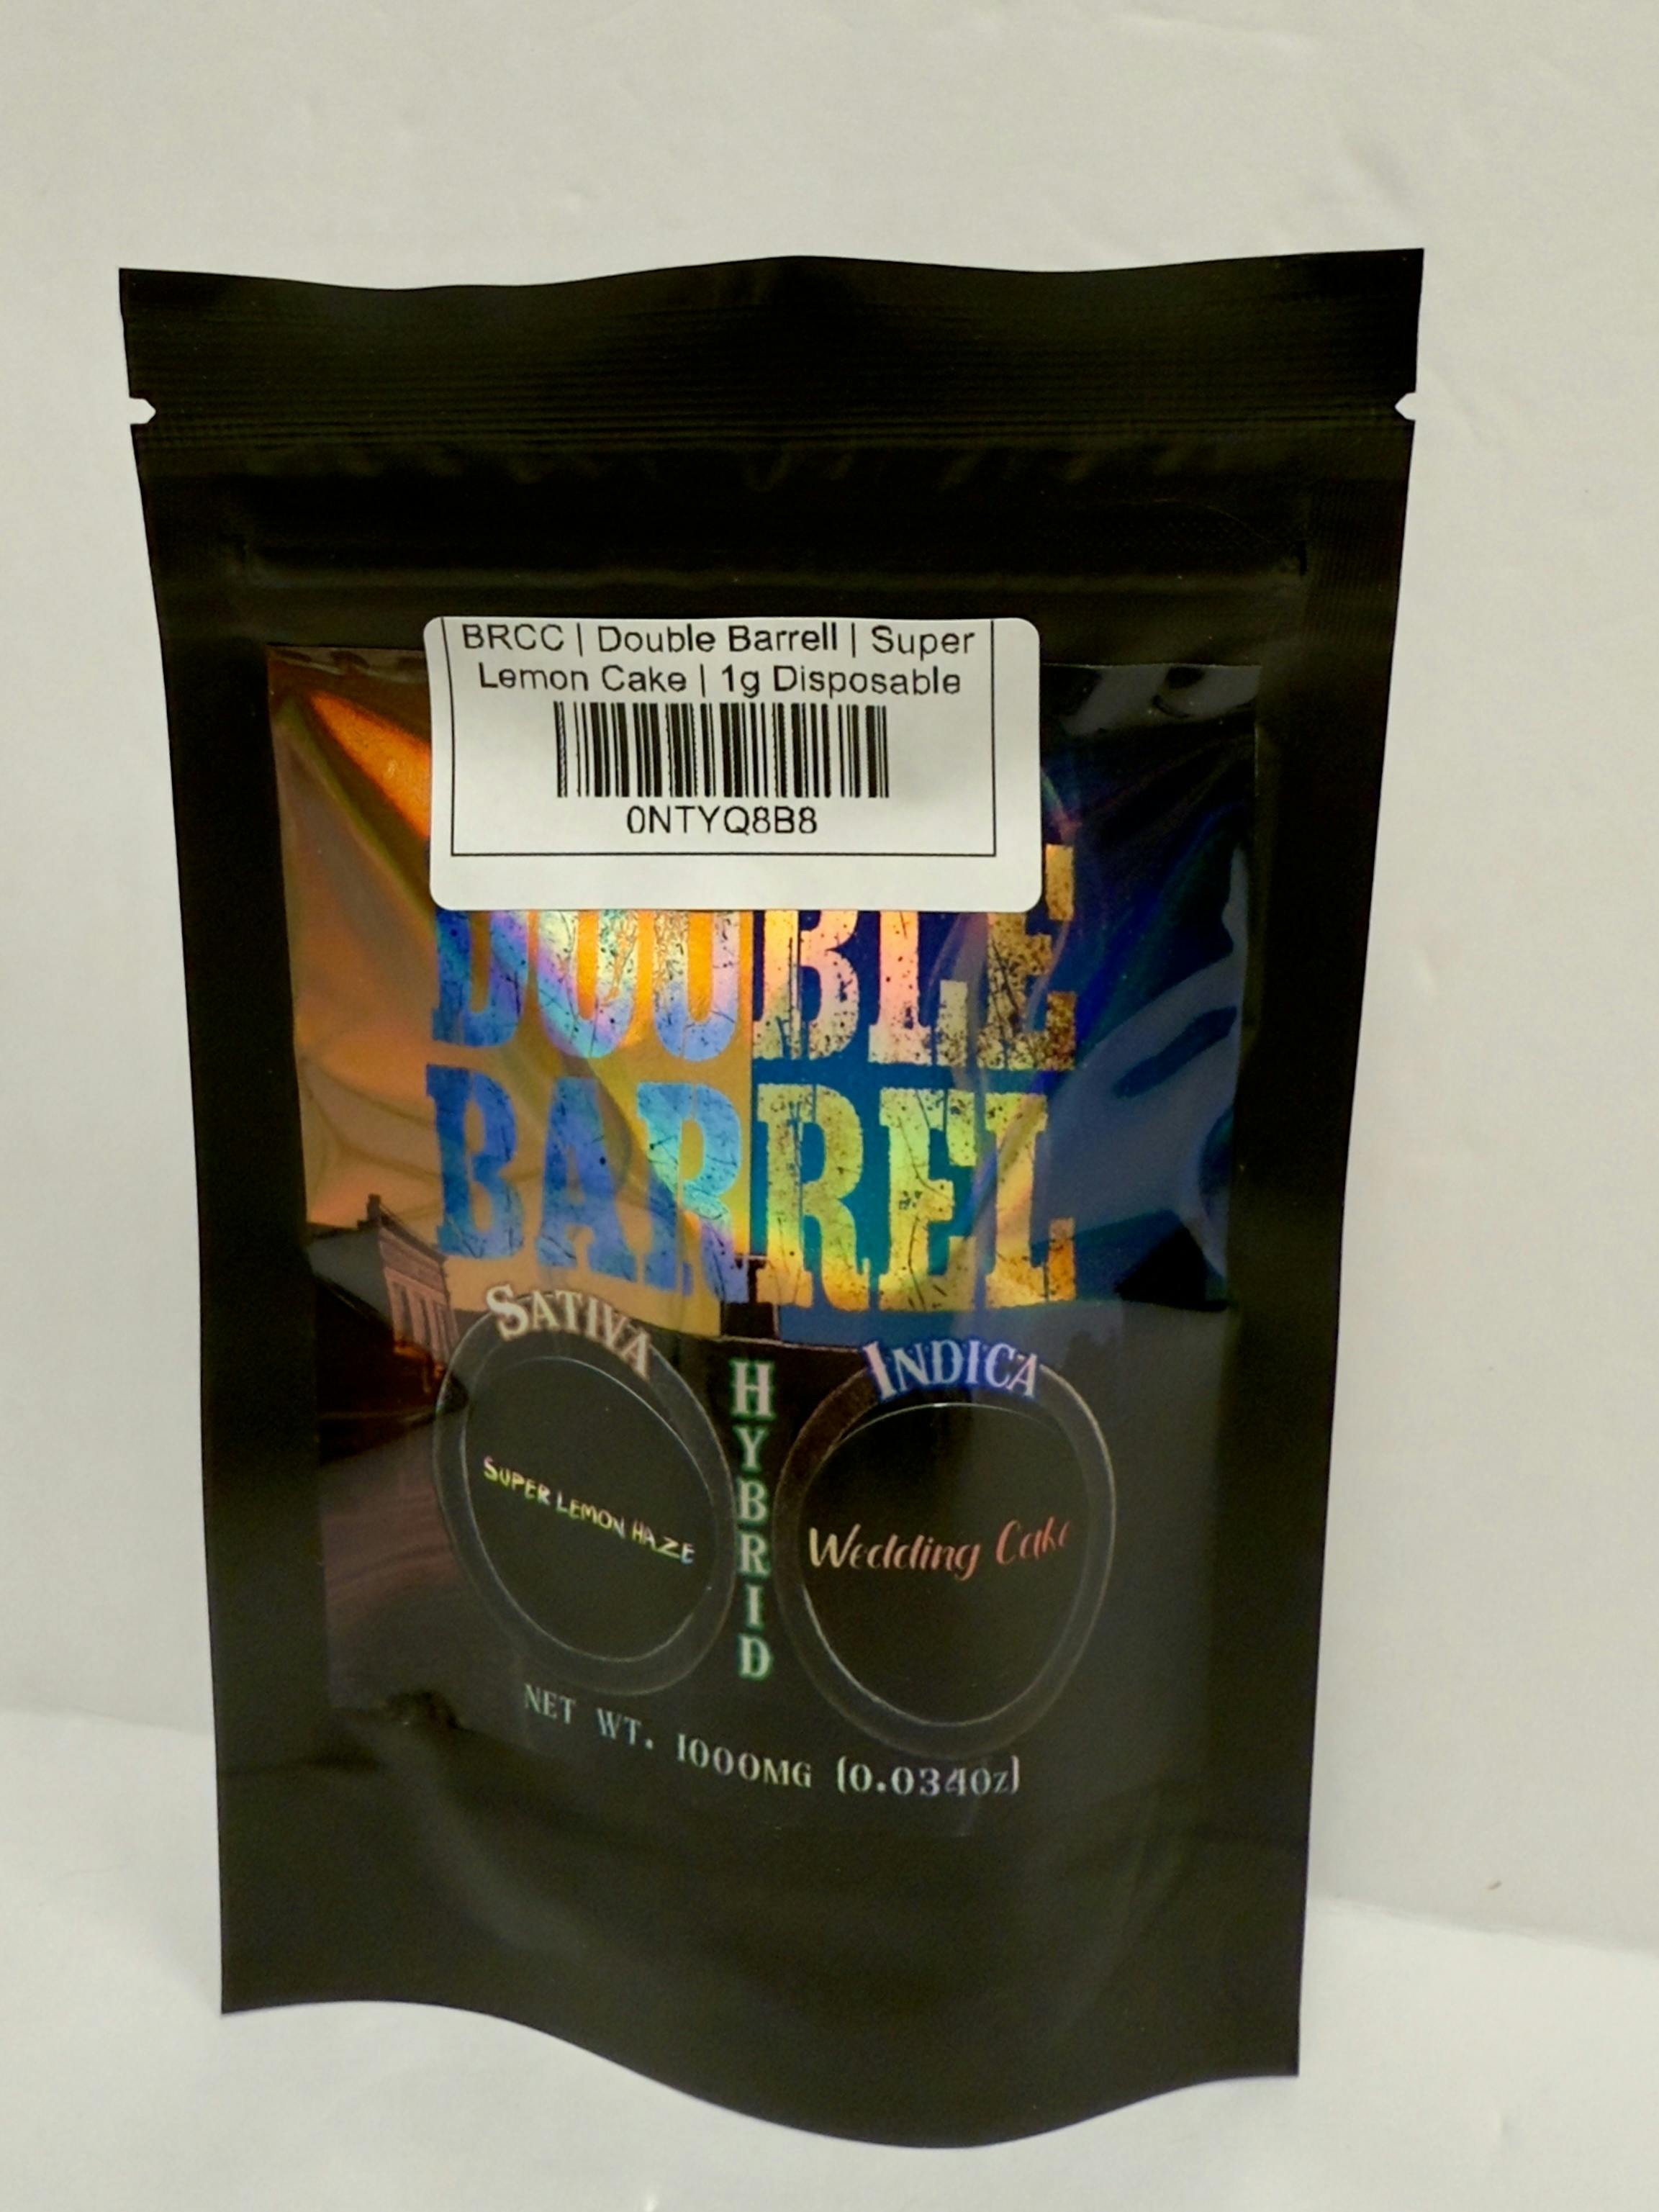 BRCC | Double Barrell | Super
Lemon Cake | 1g Disposable
0NTYQ8B8
DOUBLE
BARREL
SATIVA
INDICA
HYBRID
SUPER LEMON HAZE
Wedding Cake
NET WT. 1000MG (0.034OZ)